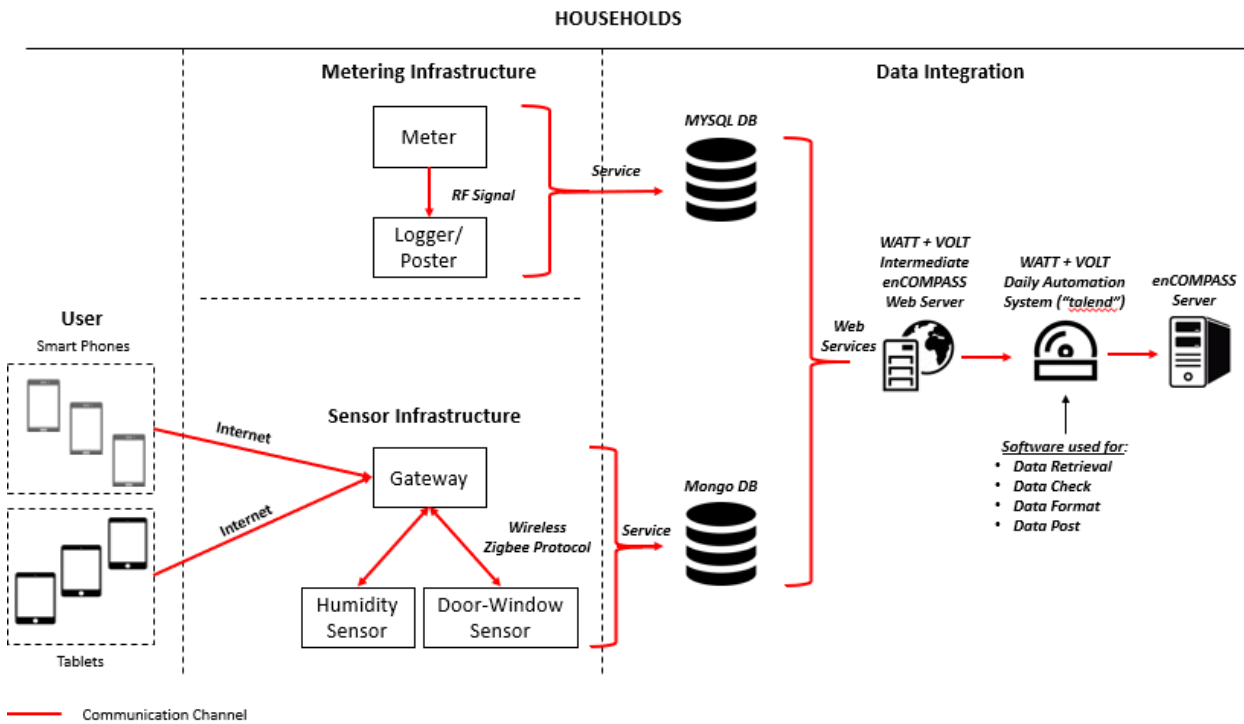 HOUSEHOLDS
Metering Infrastructure
Data Integration
Meter
RF Signal
Logger/
Poster
Service
MYSQL DB
WATT + VOLT
Intermediate
enCOMPASS
Web Server
WATT + VOLT
Daily Automation
System ("talend")
enCOMPASS
Server
Web
Services
User
Smart Phones
Internet
Internet
Tablets
Sensor Infrastructure
Gateway
Wireless
Zigbee Protocol
Humidity
Sensor
Door-Window
Sensor
Service
Mongo DB
Software used for:
• Data Retrieval
• Data Check
• Data Format
• Data Post
Communication Channel